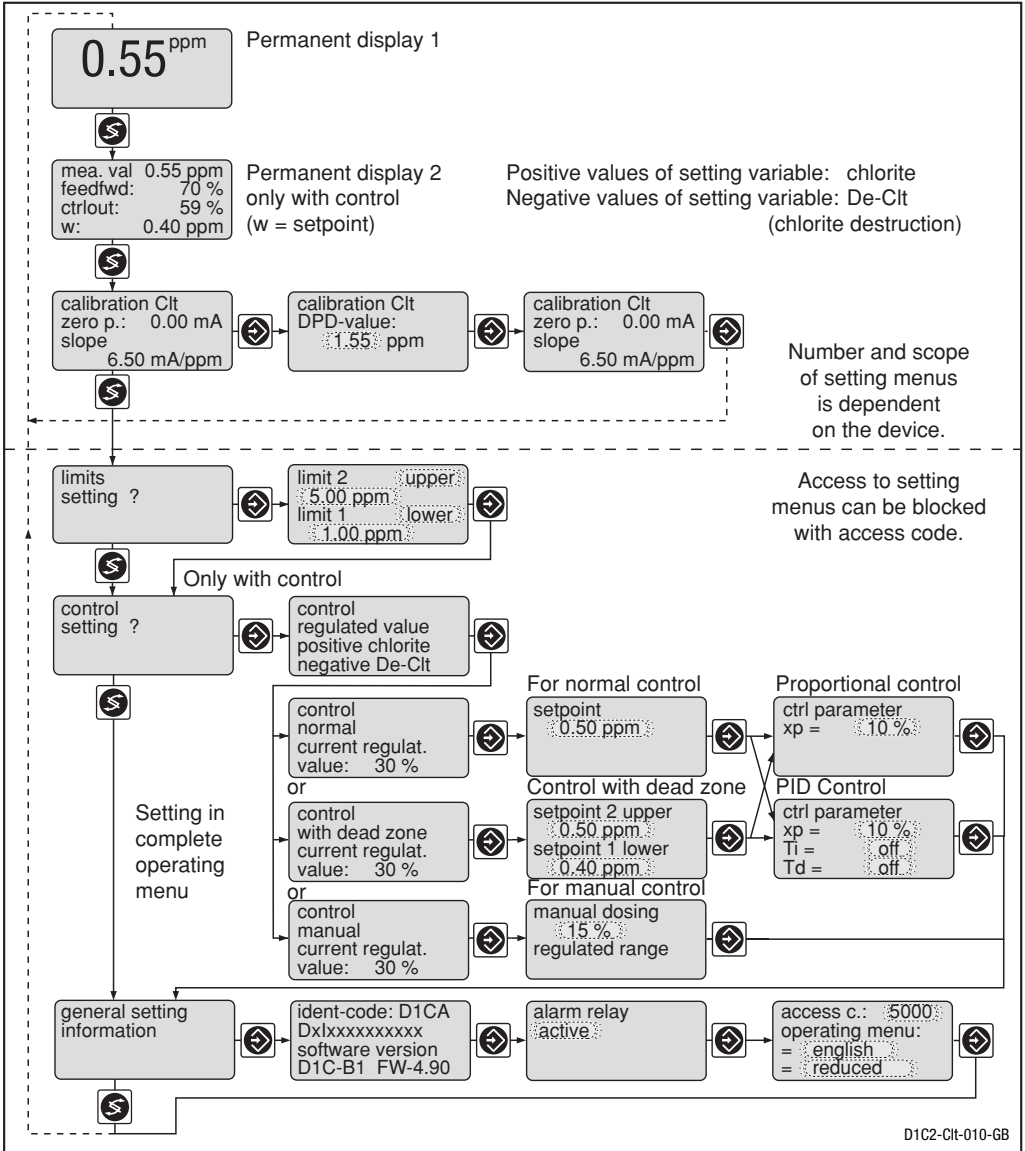 0.55 ppm
Permanent display 1
mea. val 0.55 ppm
feedfwd: 70 %
ctrlout: 59 %
w: 0.40 ppm
Permanent display 2
only with control
(w = setpoint)
Positive values of setting variable: chlorite
Negative values of setting variable: De-Clt
(chlorite destruction)
calibration Clt
zero p.: 0.00 mA
slope
6.50 mA/ppm
calibration Clt
DPD-value:
1.55 ppm
calibration Clt
zero p.: 0.00 mA
slope
6.50 mA/ppm
Number and scope
of setting menus
is dependent
on the device.
limits
setting ?
limit 2 upper
5.00 ppm
limit 1 lower
1.00 ppm
Access to setting
menus can be blocked
with access code.
Only with control
control
setting ?
control
regulated value
positive chlorite
negative De-Clt
control
normal
current regulat.
value: 30 %
For normal control
setpoint
0.50 ppm
Proportional control
ctrl parameter
xp = 10 %
or
Setting in
complete
operating
menu
control
with dead zone
current regulat.
value: 30 %
Control with dead zone
setpoint 2 upper
0.50 ppm
setpoint 1 lower
0.40 ppm
PID Control
ctrl parameter
xp = 10 %
Ti = off
Td = off
or
control
manual
current regulat.
value: 30 %
For manual control
manual dosing
15 %
regulated range
general setting
information
ident-code: D1CA
DxIxxxxxxxxxx
software version
D1C-B1 FW-4.90
alarm relay
active
access c.: 5000
operating menu:
= english
= reduced
D1C2-Clt-010-GB